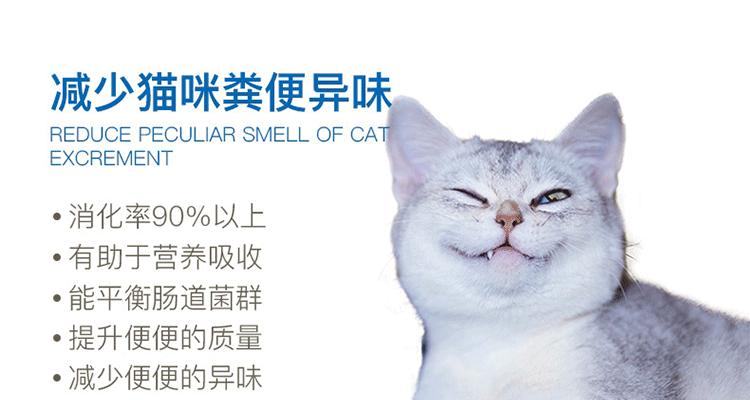 减少猫咪粪便异味
REDUCE PECULIAR SMELL OF CAT
EXCREMENT
•消化率90%以上
•有助于营养吸收
•能平衡肠道菌群
•提升便便的质量
•减少便便的异味